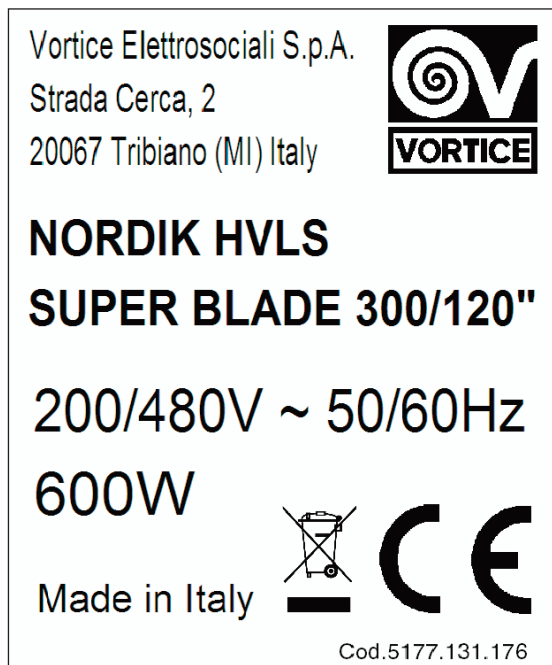 Vortice Elettrosociali S.p.A.
Strada Cerca, 2
20067 Tribiano (MI) Italy
VORTICE
NORDIK HVLS
SUPER BLADE 300/120"
200/480V ~ 50/60Hz
600W
CE
Made in Italy
Cod.5177.131.176